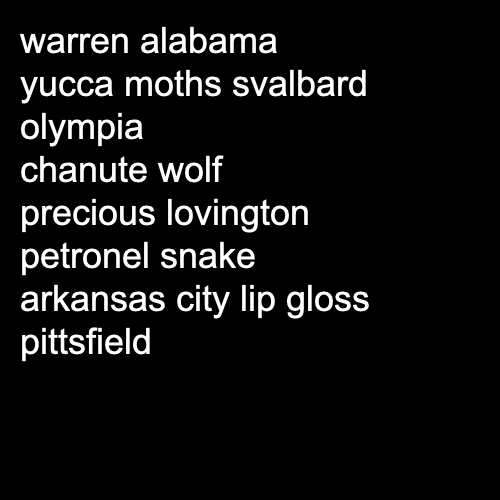 warren alabama
yucca moths svalbard
olympia
chanute wolf
precious lovington
petronel snake
arkansas city lip gloss
pittsfield